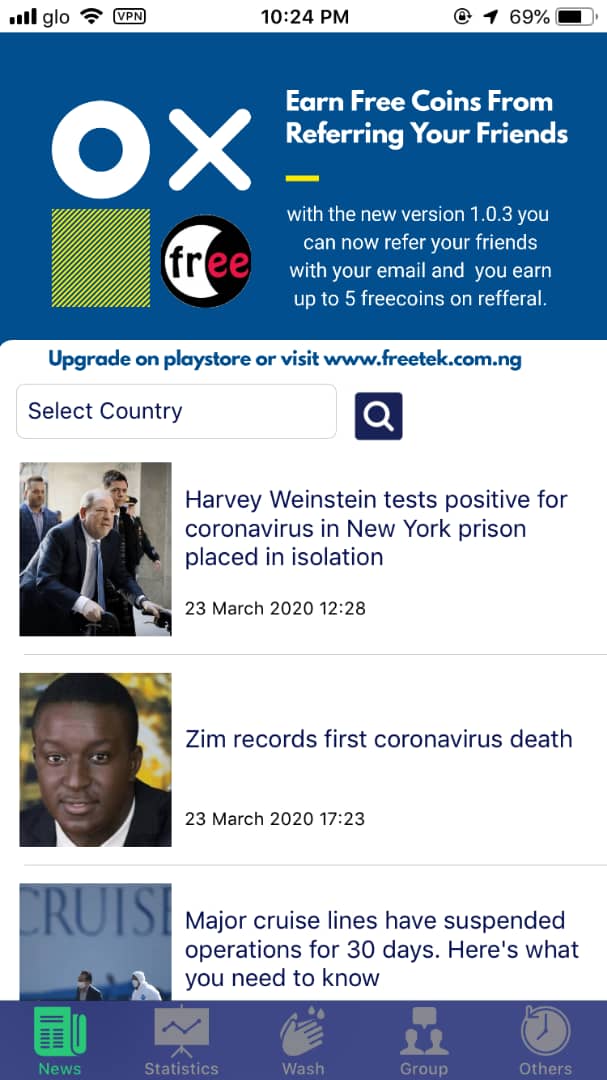 glo VPN 10:24 PM 69%
OX
free
Earn Free Coins From
Referring Your Friends
with the new version 1.0.3 you
can now refer your friends
with your email and you earn
up to 5 freecoins on refferal.
Upgrade on playstore or visit www.freetek.com.ng
Select Country
Harvey Weinstein tests positive for
coronavirus in New York prison
placed in isolation
23 March 2020 12:28
Zim records first coronavirus death
23 March 2020 17:23
CRUISE
Major cruise lines have suspended
operations for 30 days. Here's what
you need to know
News Statistics Wash Group Others